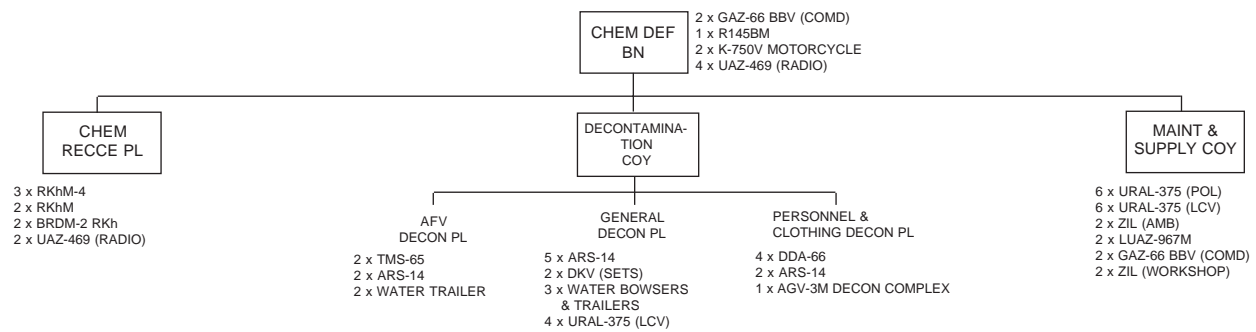 CHEM DEF
BN
2 x GAZ-66 BBV (COMD)
1 x R145BM
2 x K-750V MOTORCYCLE
4 x UAZ-469 (RADIO)
CHEM
RECCE PL
3 x RKhM-4
2 x RKhM
2 x BRDM-2 RKh
2 x UAZ-469 (RADIO)
DECONTAMINA-
TION
COY
AFV
DECON PL
2 x TMS-65
2 x ARS-14
2 x WATER TRAILER
GENERAL
DECON PL
5 x ARS-14
2 x DKV (SETS)
3 x WATER BOWSERS
& TRAILERS
4 x URAL-375 (LCV)
PERSONNEL &
CLOTHING DECON PL
4 x DDA-66
2 x ARS-14
1 x AGV-3M DECON COMPLEX
MAINT &
SUPPLY COY
6 x URAL-375 (POL)
6 x URAL-375 (LCV)
2 x ZIL (AMB)
2 x LUAZ-967M
2 x GAZ-66 BBV (COMD)
2 x ZIL (WORKSHOP)